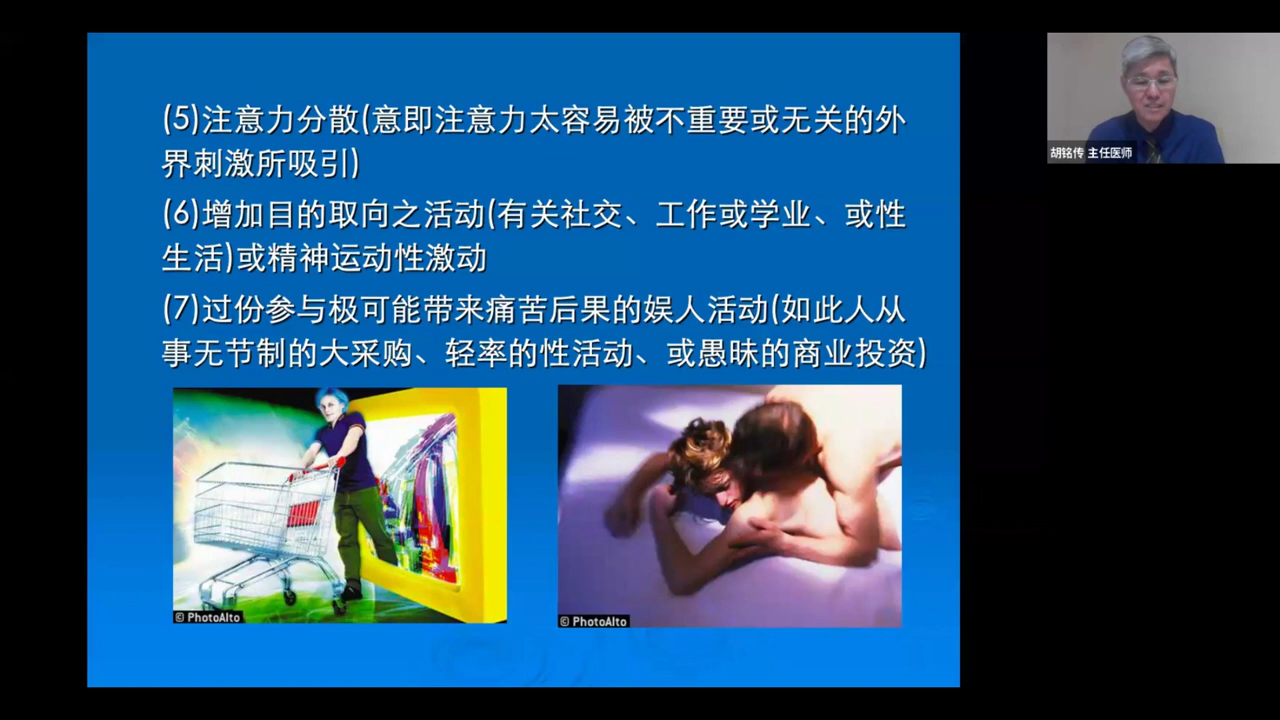 (5)注意力分散(意即注意力太容易被不重要或无关的外
界刺激所吸引)
(6)增加目的取向之活动(有关社交、工作或学业、或性
生活)或精神运动性激动
(7)过份参与极可能带来痛苦后果的娱人活动(如此人从
事无节制的大采购、轻率的性活动、或愚昧的商业投资)
© PhotoAlto
© PhotoAlto
胡铭传 主任医师